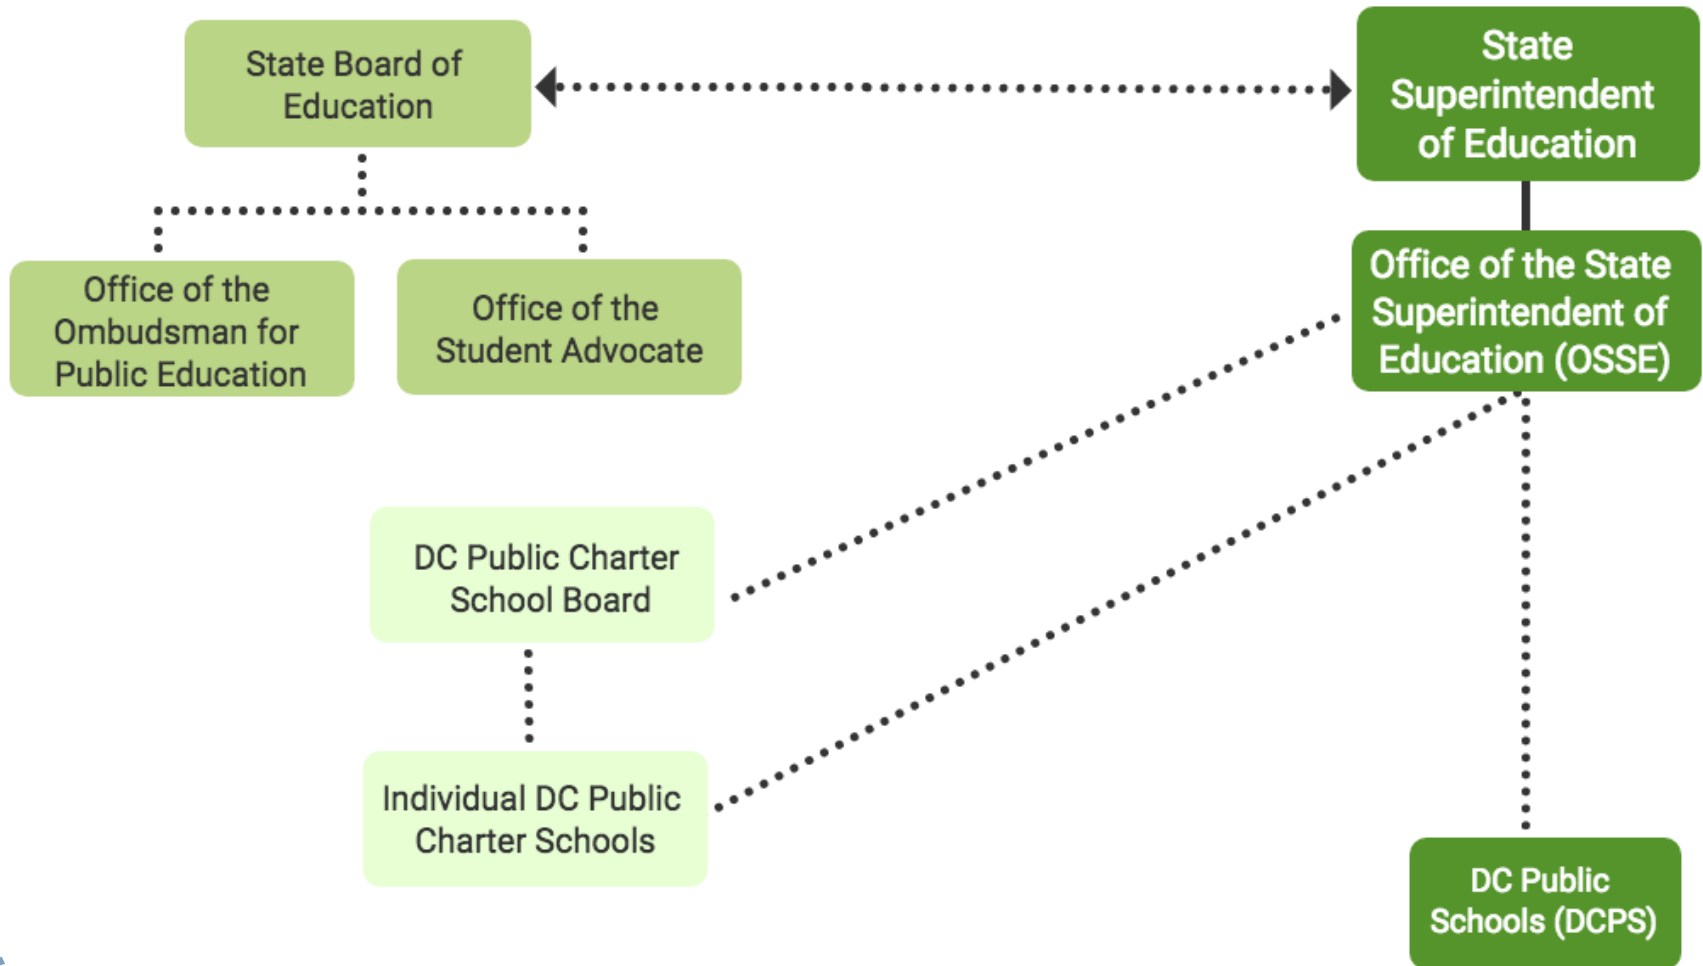 State Board of
Education
State
Superintendent
of Education
Office of the
Ombudsman for
Public Education
Office of the
Student Advocate
Office of the State
Superintendent of
Education (OSSE)
DC Public Charter
School Board
Individual DC Public
Charter Schools
DC Public
Schools (DCPS)